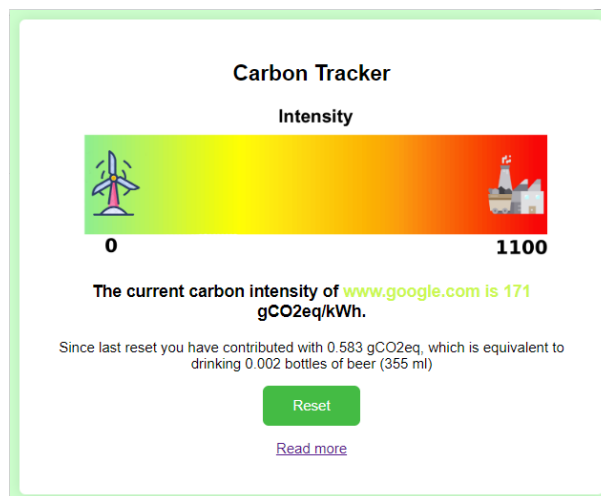 Carbon Tracker
Intensity
0
1100
The current carbon intensity of www.google.com is 171
gCO2eq/kWh.
Since last reset you have contributed with 0.583 gCO2eq, which is equivalent to
drinking 0.002 bottles of beer (355 ml)
Reset
Read more